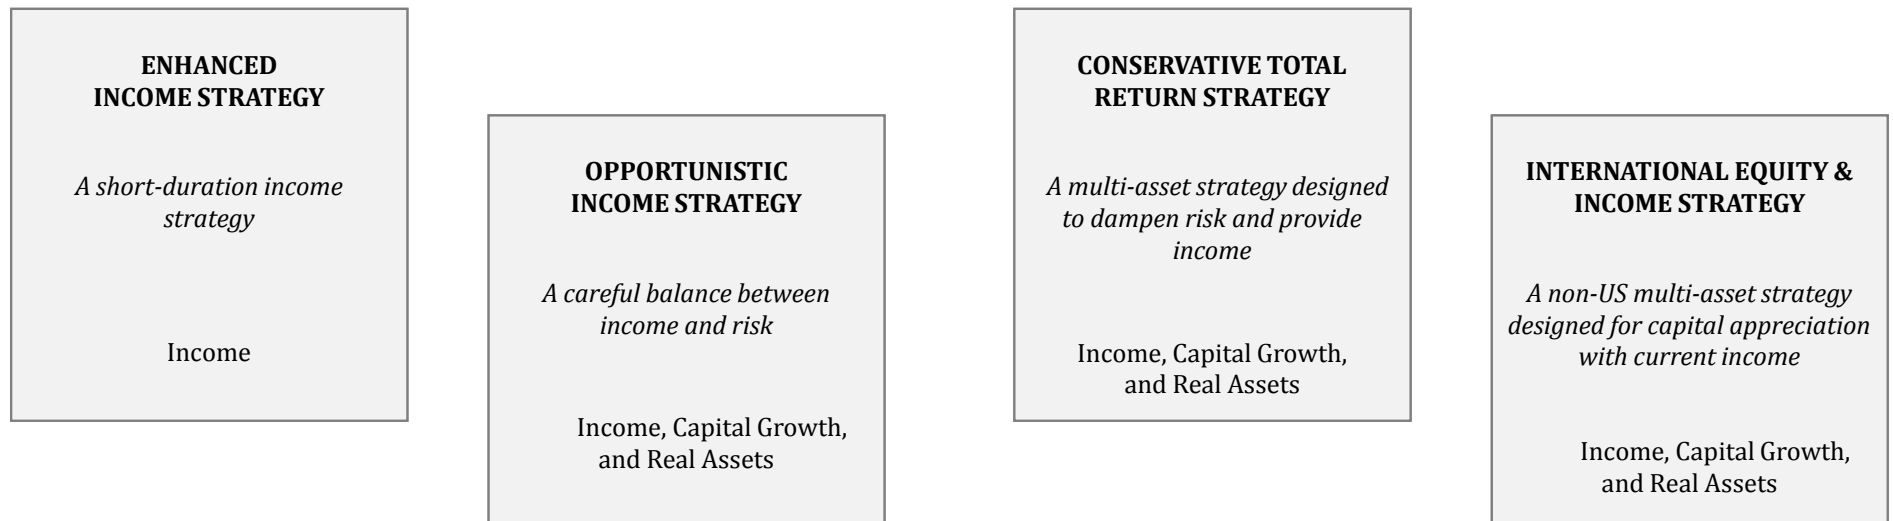 ENHANCED
INCOME STRATEGY
A short-duration income
strategy
Income
OPPORTUNISTIC
INCOME STRATEGY
A careful balance between
income and risk
Income, Capital Growth,
and Real Assets
CONSERVATIVE TOTAL
RETURN STRATEGY
A multi-asset strategy designed
to dampen risk and provide
income
Income, Capital Growth,
and Real Assets
INTERNATIONAL EQUITY &
INCOME STRATEGY
A non-US multi-asset strategy
designed for capital appreciation
with current income
Income, Capital Growth,
and Real Assets